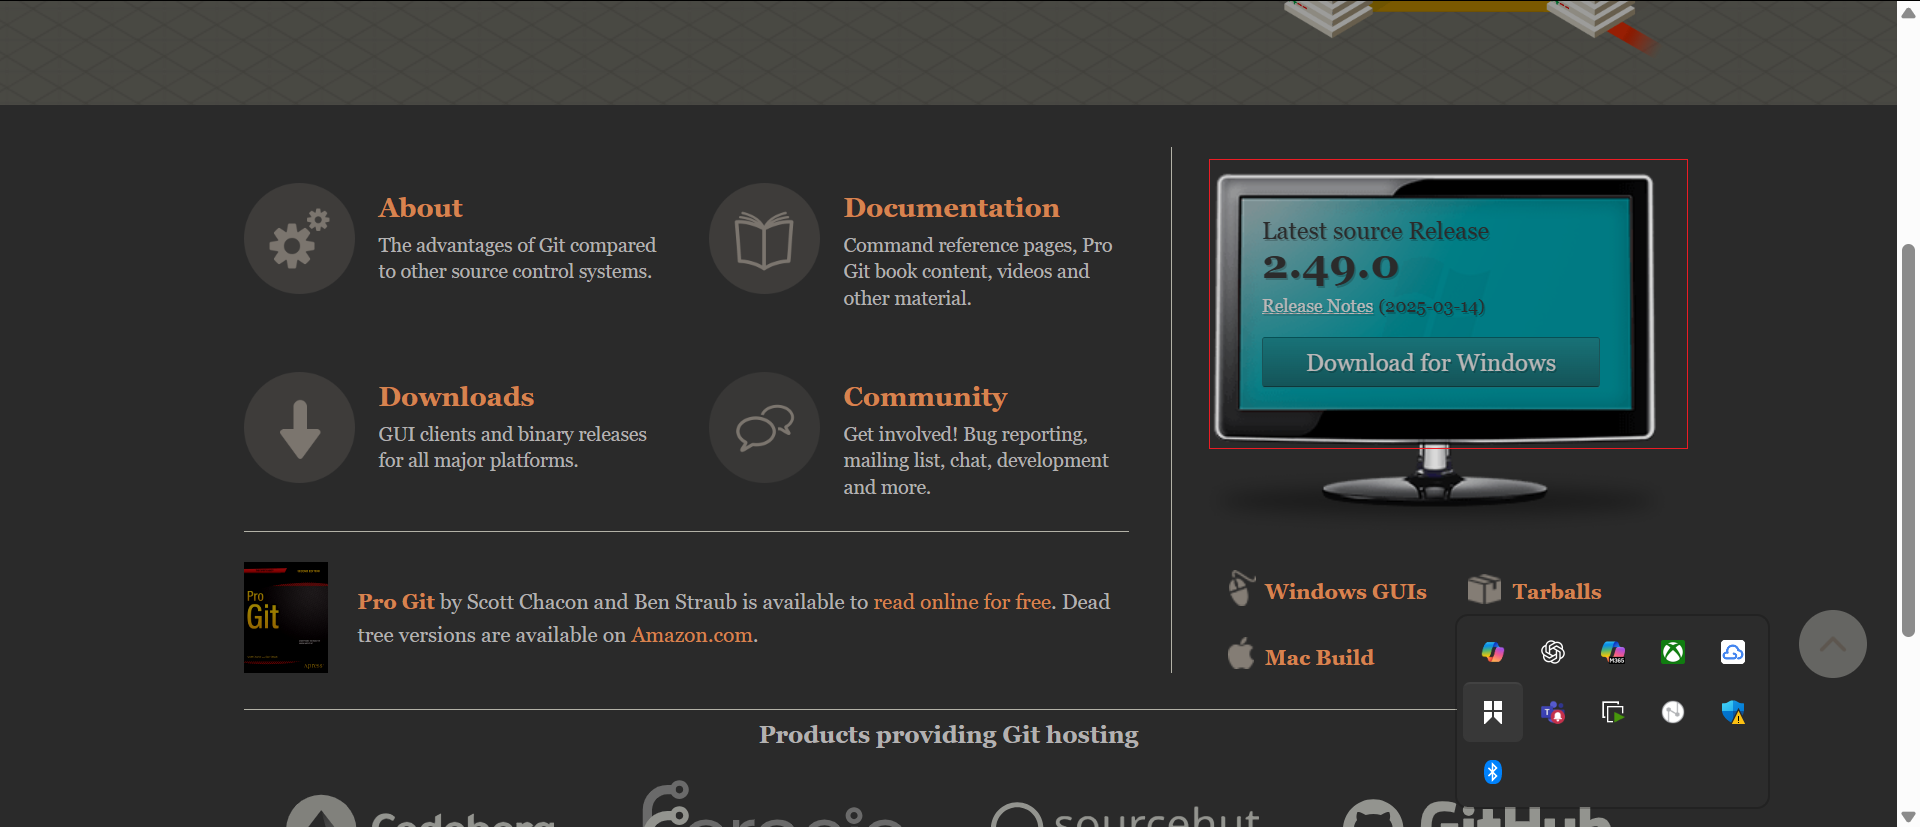 About
The advantages of Git compared
to other source control systems.
Documentation
Command reference pages, Pro
Git book content, videos and
other material.
Downloads
GUI clients and binary releases
for all major platforms.
Community
Get involved! Bug reporting,
mailing list, chat, development
and more.
Pro
Git
apress
Pro Git by Scott Chacon and Ben Straub is available to read online for free. Dead
tree versions are available on Amazon.com.
Latest source Release
2.49.0
Release Notes (2025-03-14)
Download for Windows
Windows GUIs
Tarballs
Mac Build
M365
T
Products providing Git hosting
Codeberg
sourcehut
GitHub